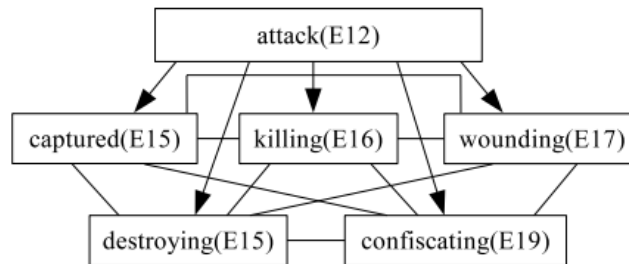 attack(E12)
captured(E15) killing(E16) wounding(E17)
destroying(E15) confiscating(E19)